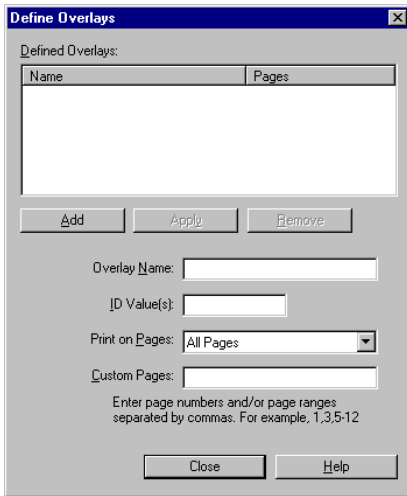 Define Overlays
Defined Overlays:
Name Pages
Add Apply Remove
Overlay Name:
ID Value(s):
Print on Pages: All Pages
Custom Pages:
Enter page numbers and/or page ranges
separated by commas. For example, 1,3,5-12
Close Help